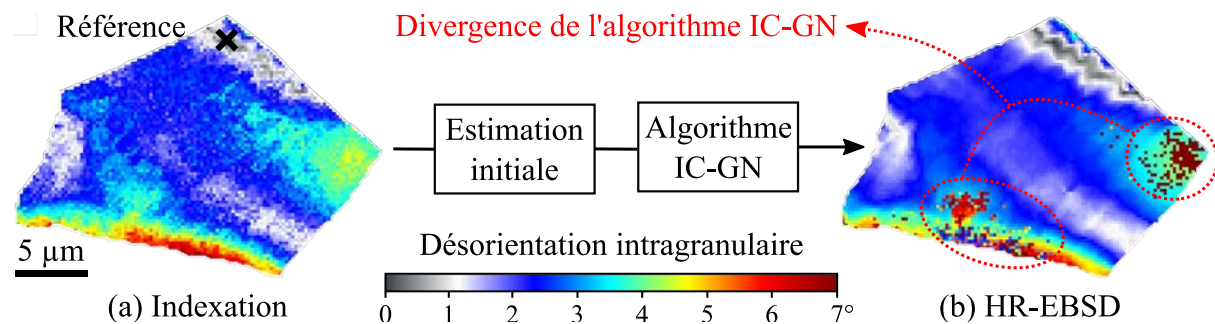 Référence
Divergence de l'algorithme IC-GN
Estimation
initiale
Algorithme
IC-GN
5 µm
Désorientation intragranulaire
0 1 2 3 4 5 6 7°
(a) Indexation
(b) HR-EBSD